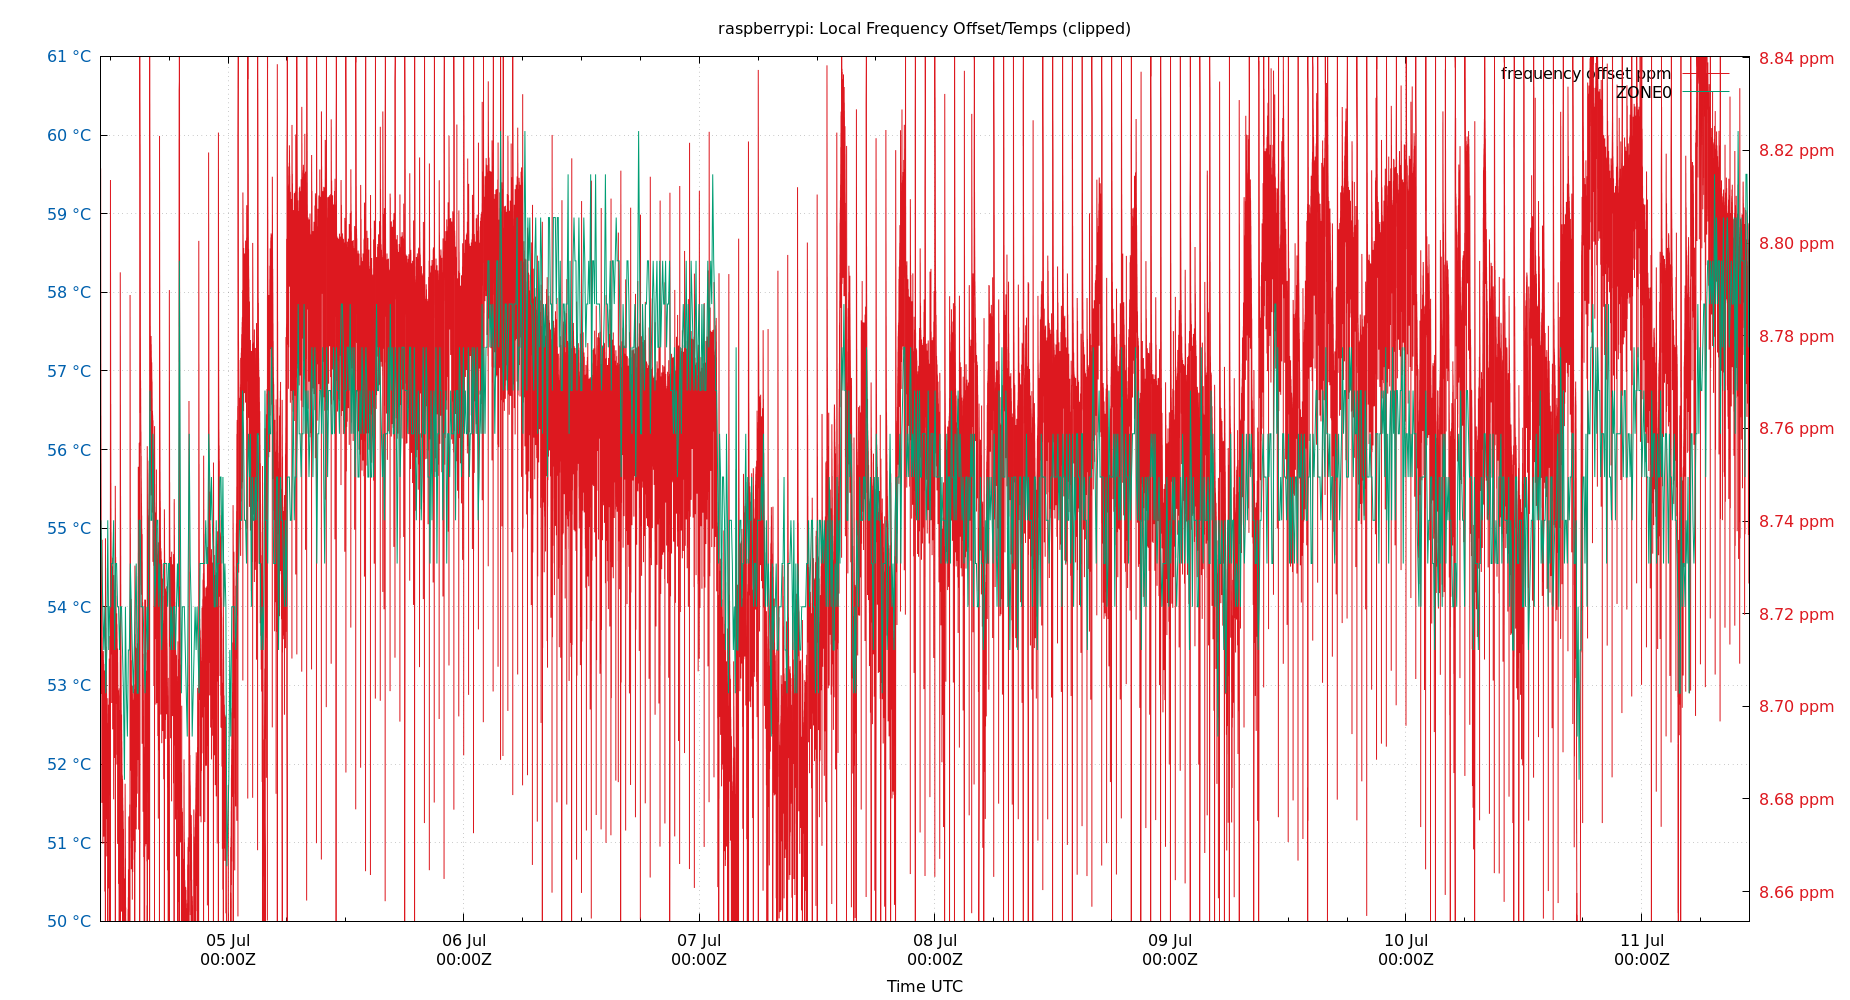 raspberrypi: Local Frequency Offset/Temps (clipped)
61 °C
60 °C
59 °C
58 °C
57 °C
56 °C
55 °C
54 °C
53 °C
52 °C
51 °C
50 °C
frequency offset ppm
ZONE0
8.84 ppm
8.82 ppm
8.80 ppm
8.78 ppm
8.76 ppm
8.74 ppm
8.72 ppm
8.70 ppm
8.68 ppm
8.66 ppm
05 Jul 06 Jul 07 Jul 08 Jul 09 Jul 10 Jul 11 Jul
00:00Z 00:00Z 00:00Z 00:00Z 00:00Z 00:00Z 00:00Z
Time UTC